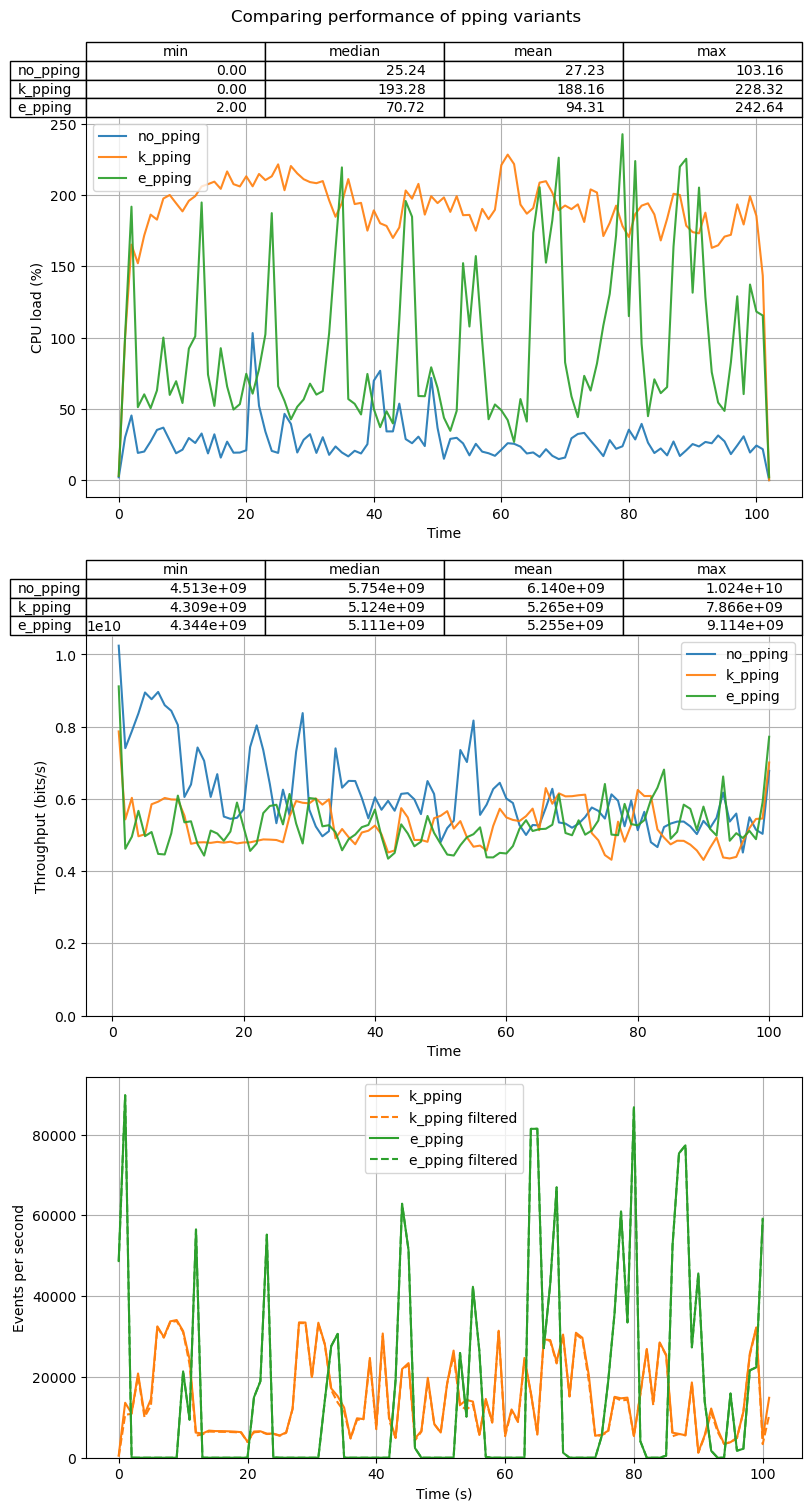 Comparing performance of pping variants
min median mean max
no_pping 0.00 25.24 27.23 103.16
k_pping 0.00 193.28 188.16 228.32
e_pping 2.00 70.72 94.31 242.64
no_pping
k_pping
e_pping
250
200
150
100
50
0
CPU load (%)
0 20 40 60 80 100
Time
min median mean max
no_pping 4.513e+09 5.754e+09 6.140e+09 1.024e+10
k_pping 4.309e+09 5.124e+09 5.265e+09 7.866e+09
e_pping 4.344e+09 5.111e+09 5.255e+09 9.114e+09
1e10
no_pping
k_pping
e_pping
1.0
0.8
0.6
0.4
0.2
0.0
Throughput (bits/s)
0 20 40 60 80 100
Time
k_pping
k_pping filtered
e_pping
e_pping filtered
80000
60000
40000
20000
0
Events per second
0 20 40 60 80 100
Time (s)